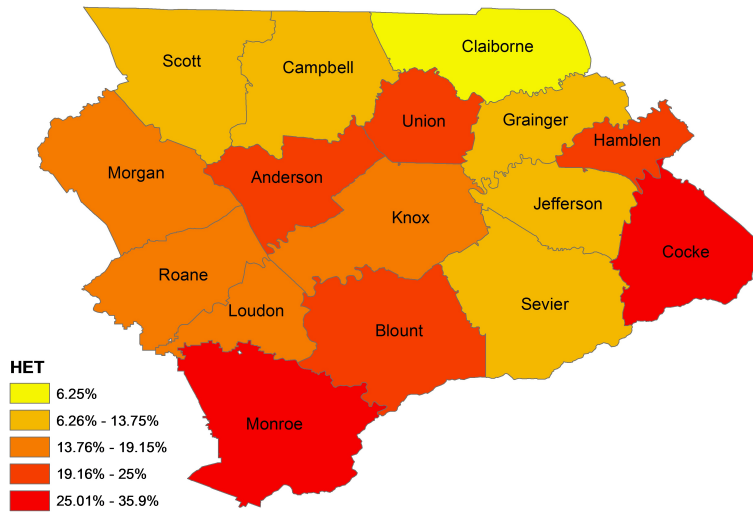 Claiborne
Scott
Campbell
Union
Grainger
Hamblen
Morgan
Anderson
Jefferson
Knox
Cocke
Roane
Loudon
Sevier
Blount
Monroe
HET
6.25%
6.26% - 13.75%
13.76% - 19.15%
19.16% - 25%
25.01% - 35.9%